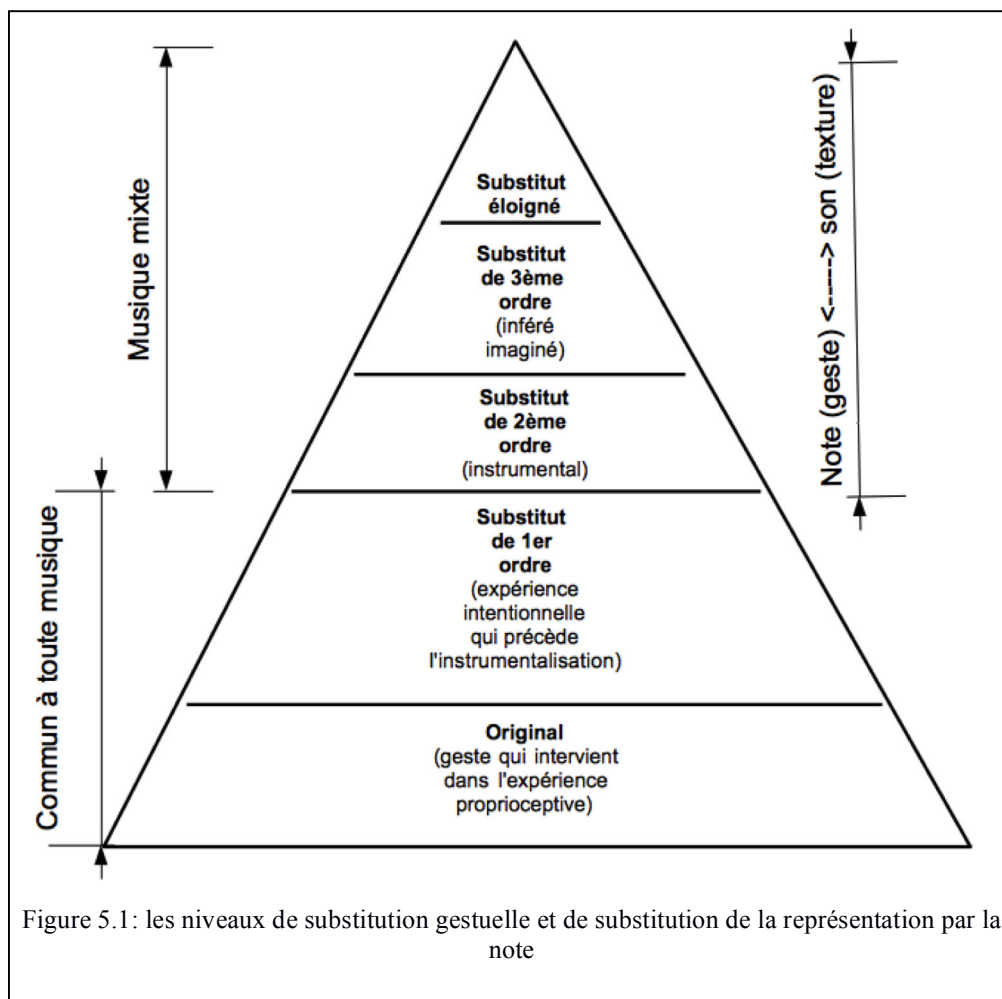 Musique mixte
Commun à toute musique
Substitut
éloigné
Substitut
de 3ème
ordre
(inféré
imaginé)
Substitut
de 2ème
ordre
(instrumental)
Substitut
de 1er
ordre
(expérience
intentionnelle
qui précède
l'instrumentalisation)
Original
(geste qui intervient
dans l'expérience
proprioceptive)
Note (geste) <-----> son (texture)
Figure 5.1: les niveaux de substitution gestuelle et de substitution de la représentation par la
note